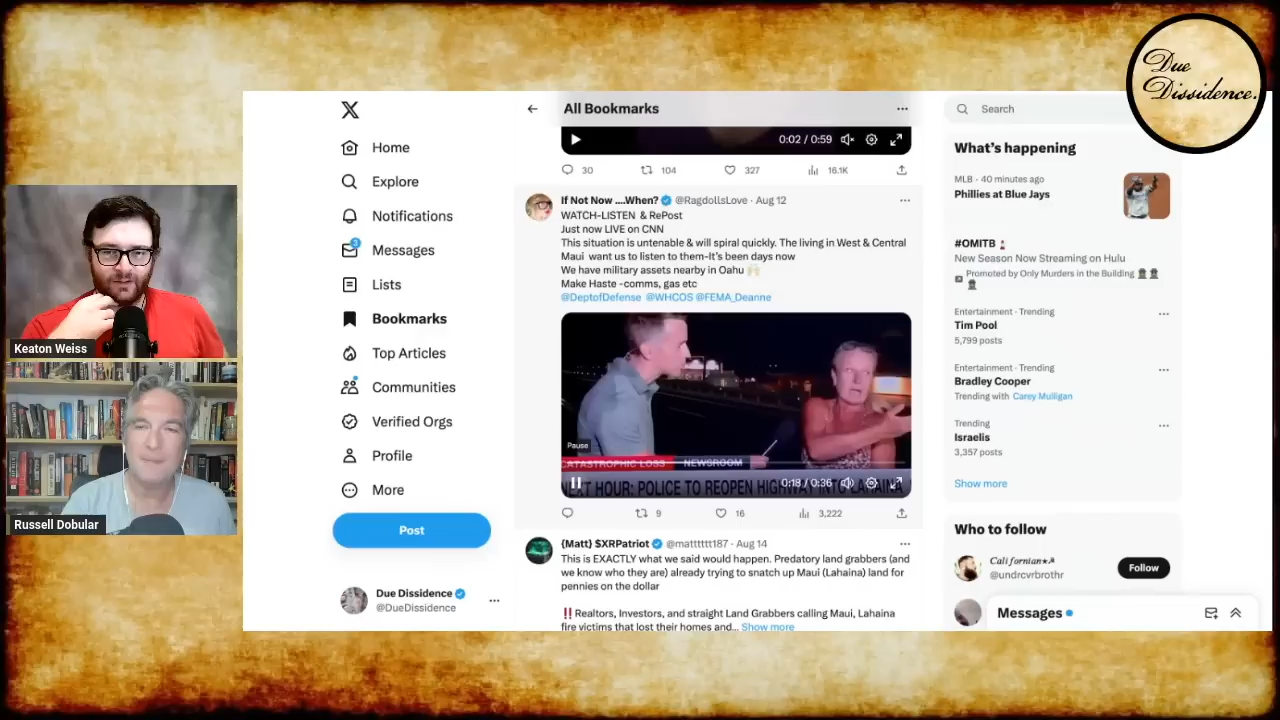 Due
Dissidence.
Keaton Weiss
Russell Dobular
X
Home
Explore
Notifications
3
Messages
Lists
Bookmarks
Top Articles
Communities
Verified Orgs
Profile
More
Post
Due Dissidence
@DueDissidence
All Bookmarks
0:02 / 0:59
30
104
327
16.1K
If Not Now ....When? @RagdollsLove · Aug 12
WATCH-LISTEN & RePost
Just now LIVE on CNN
This situation is untenable & will spiral quickly. The living in West & Central
Maui want us to listen to them-It's been days now
We have military assets nearby in Oahu
Make Haste -comms, gas etc
@DeptofDefense @WHCOS @FEMA_Deanne
Pause
CATASTROPHIC LOSS NEWSROOM
0:18 / 0:36
NEXT HOUR: POLICE TO REOPEN HIGHWAY INTO LAHAINA
9
16
3,222
{Matt} $XRPatriot @matttttt187 · Aug 14
This is EXACTLY what we said would happen. Predatory land grabbers (and
we know who they are) already trying to snatch up Maui (Lahaina) land for
pennies on the dollar
‼️Realtors, Investors, and straight Land Grabbers calling Maui, Lahaina
fire victims that lost their homes and... Show more
Search
What's happening
MLB · 40 minutes ago
Phillies at Blue Jays
#OMITB
New Season Now Streaming on Hulu
Promoted by Only Murders in the Building
Entertainment · Trending
Tim Pool
5,799 posts
Entertainment · Trending
Bradley Cooper
Trending with Carey Mulligan
Trending
Israelis
3,357 posts
Show more
Who to follow
Californian
@undrcvrbrothr
Follow
Messages